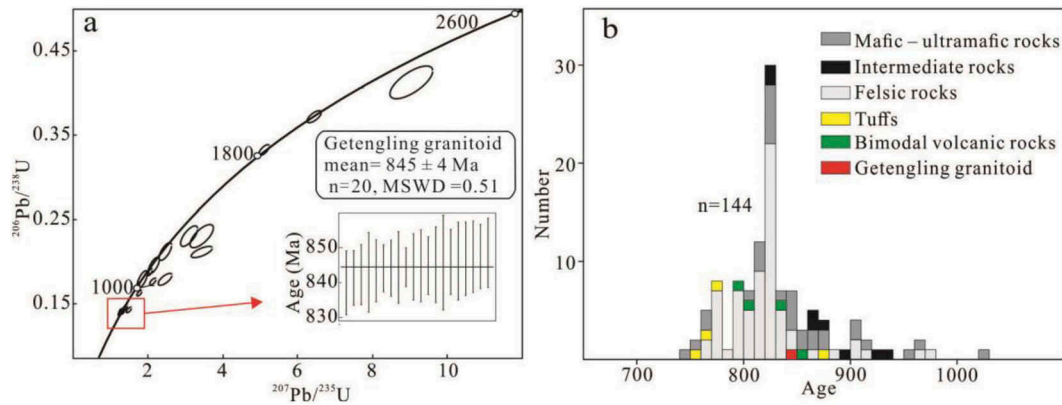 a
2600
0.45
0.35
1800
0.25
1000
0.15
²⁰⁶Pb/²³⁸U
Getengling granitoid
mean= 845 ± 4 Ma
n=20, MSWD =0.51
Age (Ma)
850
840
830
2
4
6
8
10
²⁰⁷Pb/²³⁵U
b
Mafic – ultramafic rocks
Intermediate rocks
Felsic rocks
Tuffs
Bimodal volcanic rocks
Getengling granitoid
n=144
Number
30
20
10
700
800
900
1000
Age